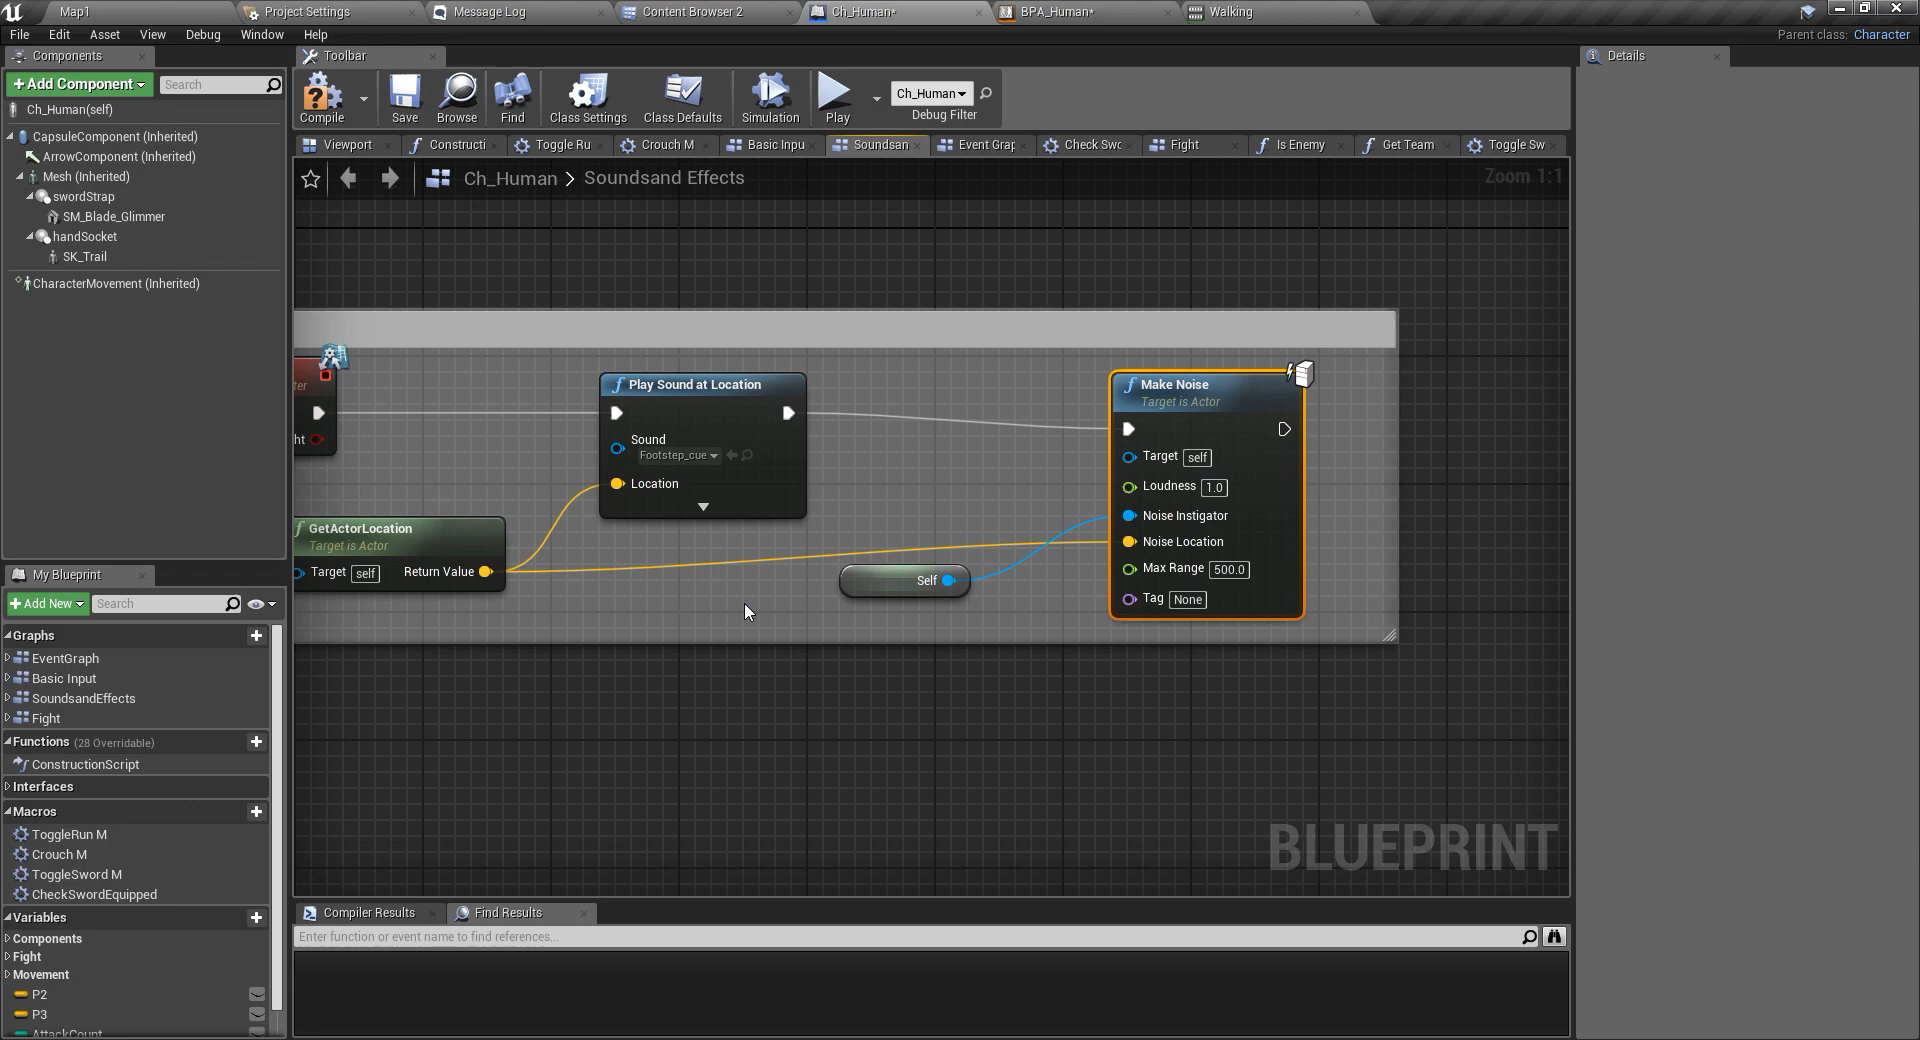 Map1
Project Settings
Message Log
Content Browser 2
Ch_Human*
BPA_Human*
Walking
File Edit Asset View Debug Window Help
Parent class: Character
Components
Toolbar
Details
+Add Component
Search
Ch_Human(self)
CapsuleComponent (Inherited)
ArrowComponent (Inherited)
Mesh (Inherited)
swordStrap
SM_Blade_Glimmer
handSocket
SK_Trail
CharacterMovement (Inherited)
Compile
Save
Browse
Find
Class Settings
Class Defaults
Simulation
Play
Ch_Human
Debug Filter
Viewport
Constructi
Toggle Ru
Crouch M
Basic Inpu
Soundsan
Event Grap
Check Swc
Fight
Is Enemy
Get Team
Toggle Sw
Ch_Human > Soundsand Effects
Zoom 1:1
ter
ht
Play Sound at Location
Sound
Footstep_cue
Location
GetActorLocation
Target is Actor
Target self Return Value
Self
Make Noise
Target is Actor
Target self
Loudness 1.0
Noise Instigator
Noise Location
Max Range 500.0
Tag None
BLUEPRINT
My Blueprint
+Add New
Search
Graphs
EventGraph
Basic Input
SoundsandEffects
Fight
Functions (28 Overridable)
ConstructionScript
Interfaces
Macros
ToggleRun M
Crouch M
ToggleSword M
CheckSwordEquipped
Variables
Components
Fight
Movement
P2
P3
AttackCount
Compiler Results
Find Results
Enter function or event name to find references...